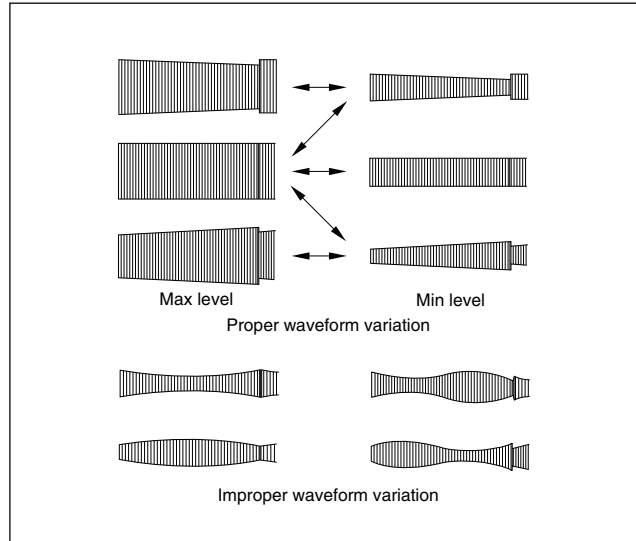 Max level
Min level
Proper waveform variation
Improper waveform variation